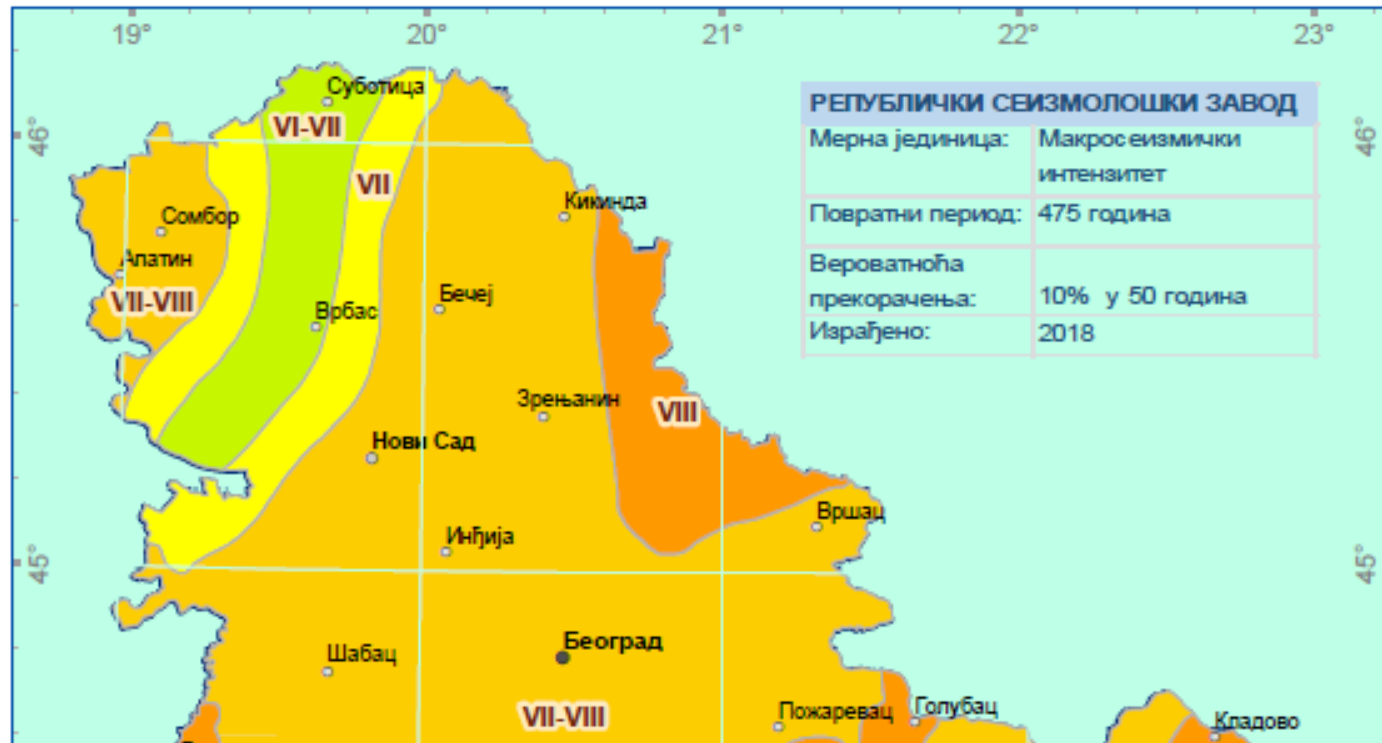 19°
20°
21°
22°
23°
Суботица
РЕПУБЛИЧКИ СЕИЗМОЛОШКИ ЗАВОД
VI-VII
46°
Мерна јединица:
Макросеизмички
интензитет
46°
VII
Кикинда
Повратни период:
475 година
Сомбор
Апатин
Вероватноћа
прекорачења:
10% у 50 година
VII-VIII
Бечеј
Врбас
Израђено:
2018
Зрењанин
VIII
Нови Сад
Вршац
Инђија
45°
45°
Београд
Шабац
VII-VIII
Пожаревац
Голубац
Кладово